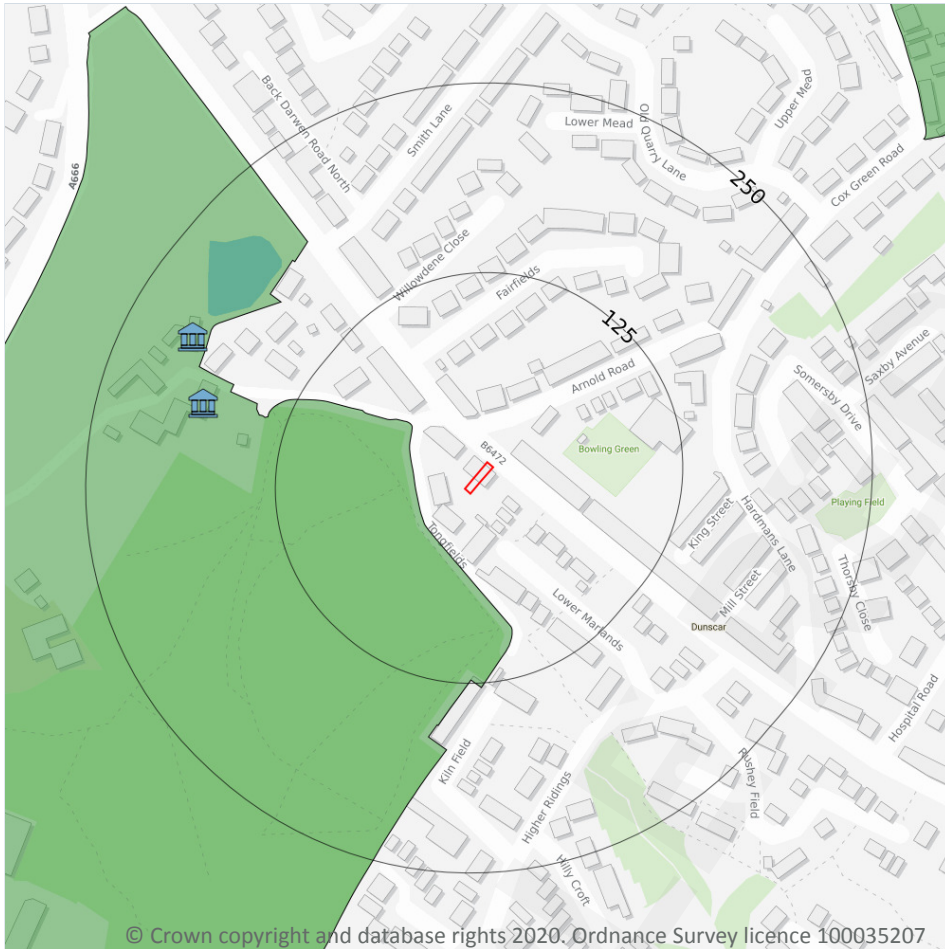 Back Darwen Road North
Smith Lane
Lower Mead
Old Quarry Lane
Upper Mead
Cox Green Road
A666
250
Willowdene Close
Fairfields
125
Arnold Road
Saxby Avenue
Somersby Drive
B6472
Bowling Green
Playing Field
King Street
Hardmans Lane
Tongfields
Mill Street
Thorsby Close
Lower Marlands
Dunscar
Hospital Road
Kiln Field
Higher Ridings
Rushey Field
Hilly Croft
© Crown copyright and database rights 2020. Ordnance Survey licence 100035207